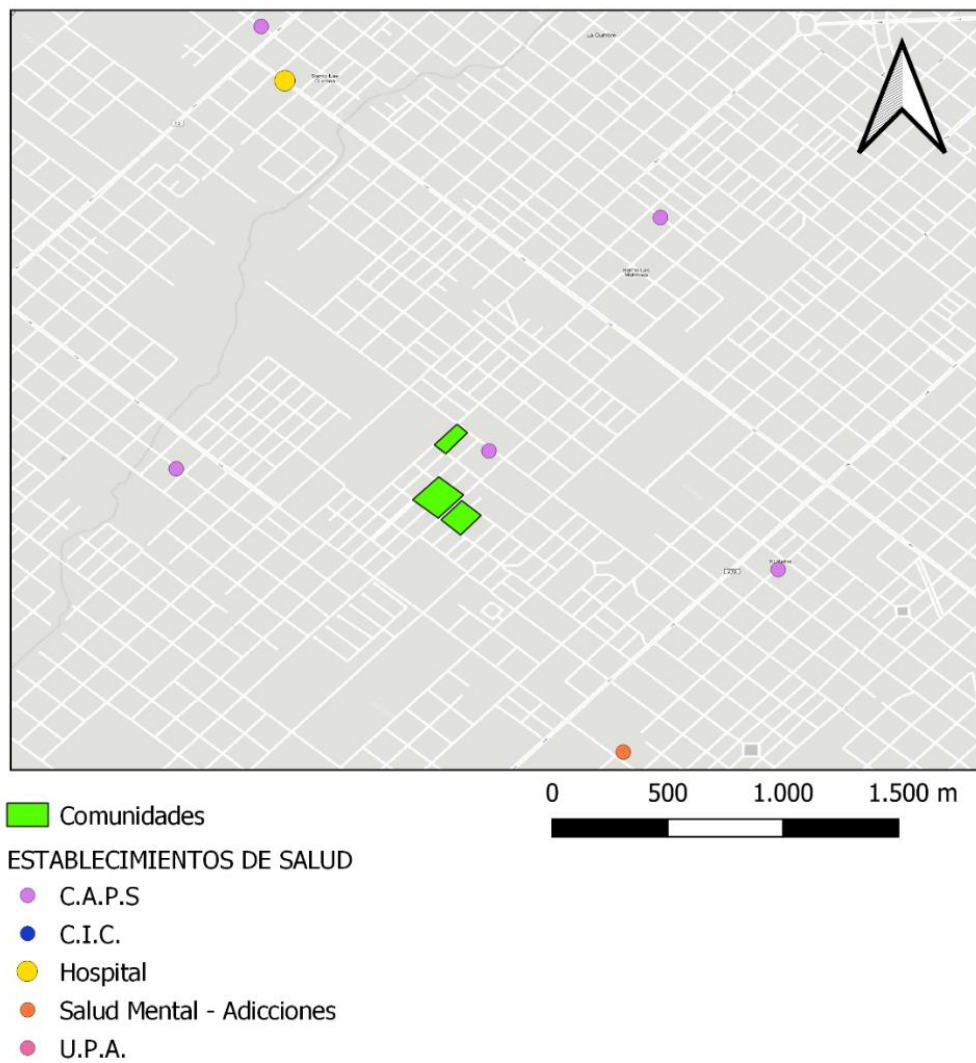 La Cumbre
0 500 1.000 1.500 m
Comunidades
ESTABLECIMIENTOS DE SALUD
C.A.P.S
C.I.C.
Hospital
Salud Mental - Adicciones
U.P.A.